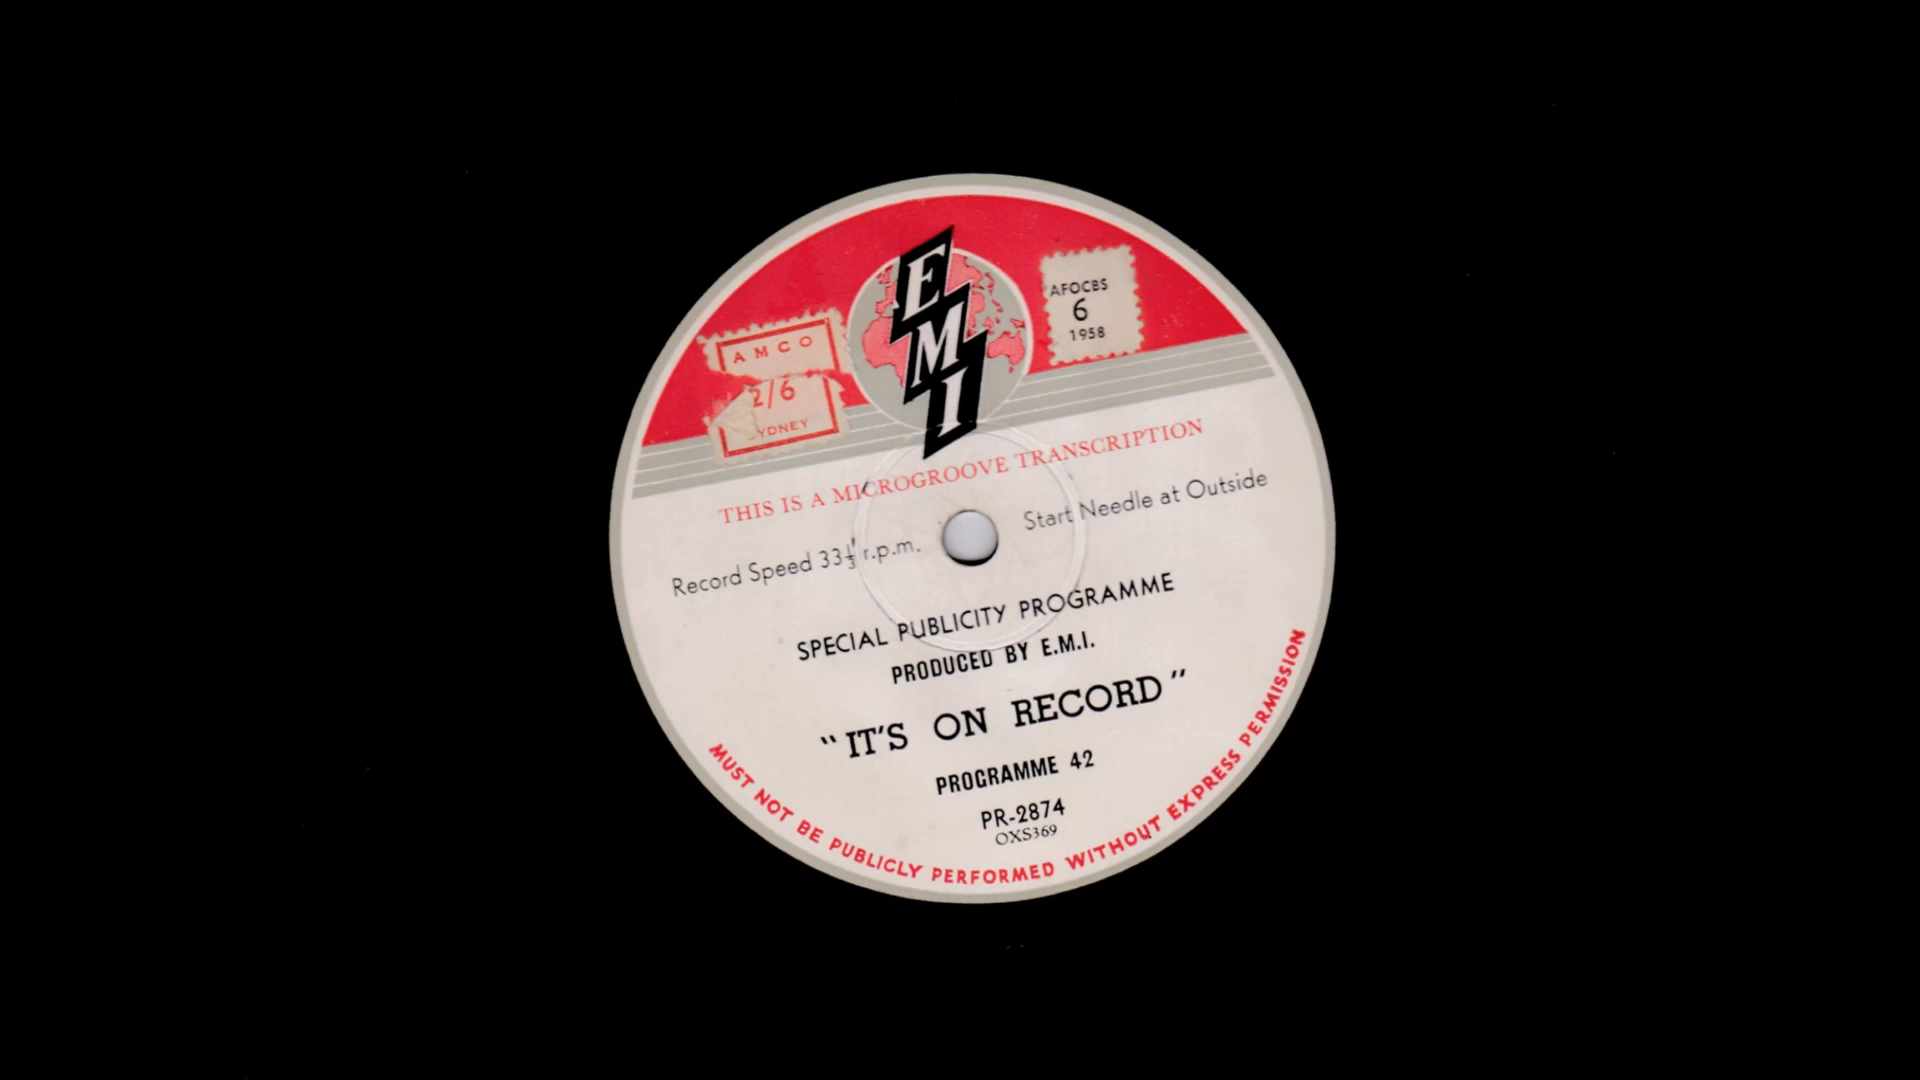 EMI
AMCO
2/6
YDNEY
AFOCBS
6
1958
THIS IS A MICROGROOVE TRANSCRIPTION
Record Speed 33⅓ r.p.m.
Start Needle at Outside
SPECIAL PUBLICITY PROGRAMME
PRODUCED BY E.M.I.
"IT'S ON RECORD"
PROGRAMME 42
PR-2874
OXS369
MUST NOT BE PUBLICLY PERFORMED WITHOUT EXPRESS PERMISSION